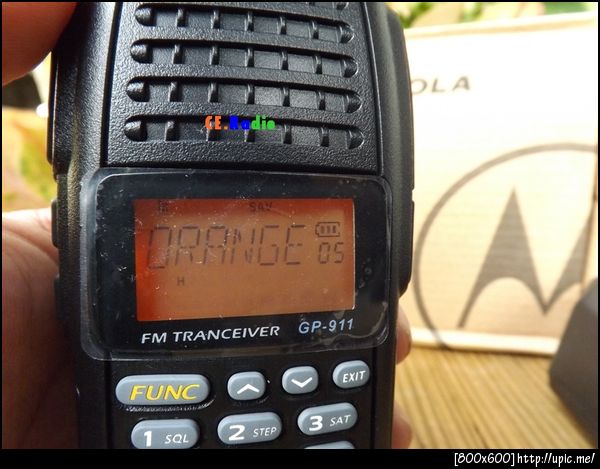 OLA
CE.Radio
SAV
ORANGE
05
H
FM TRANCEIVER GP-911
FUNC
EXIT
1 SQL
2 STEP
3 SAT
[800x600]http://upic.me/